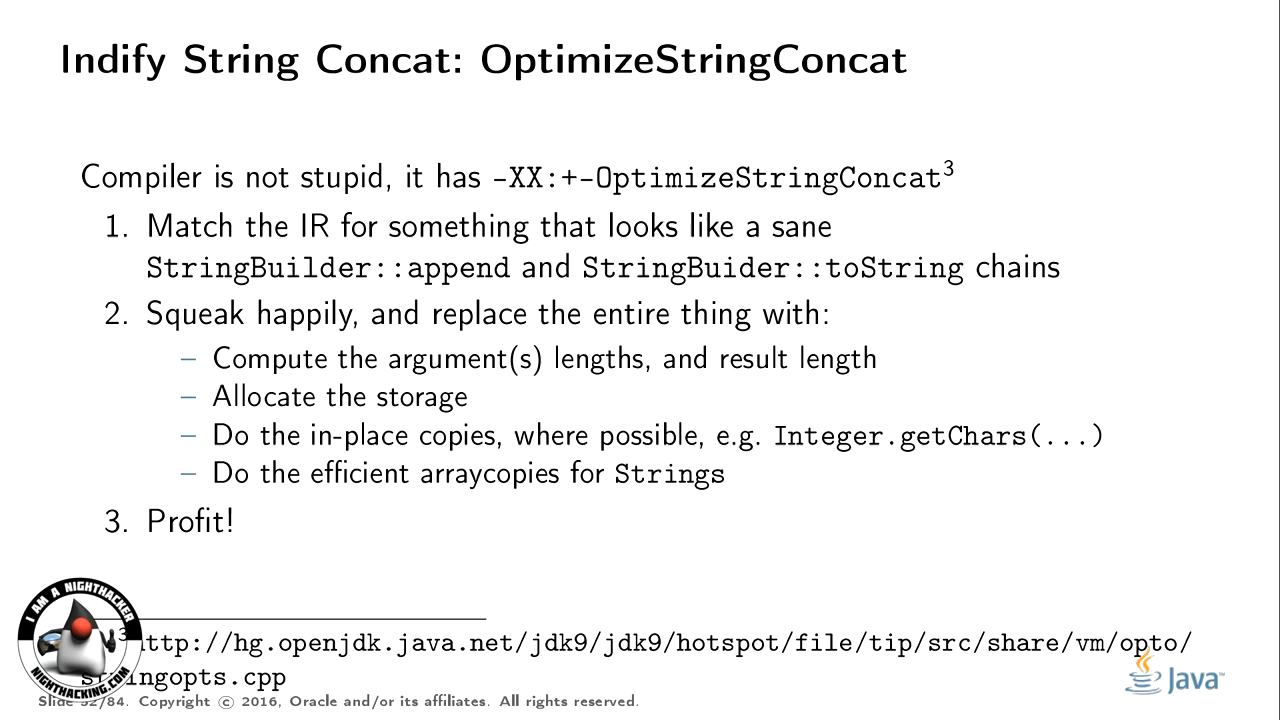 Indify String Concat: OptimizeStringConcat
Compiler is not stupid, it has -XX:+-OptimizeStringConcat3
1. Match the IR for something that looks like a sane
StringBuilder::append and StringBuider::toString chains
2. Squeak happily, and replace the entire thing with:
– Compute the argument(s) lengths, and result length
– Allocate the storage
– Do the in-place copies, where possible, e.g. Integer.getChars(...)
– Do the efficient arraycopies for Strings
3. Profit!
I AM A NIGHTHACKER
NIGHTHACKING.COM
3 ttp://hg.openjdk.java.net/jdk9/jdk9/hotspot/file/tip/src/share/vm/opto/
stringopts.cpp
Java™
Slide 32/84. Copyright © 2016, Oracle and/or its affiliates. All rights reserved.